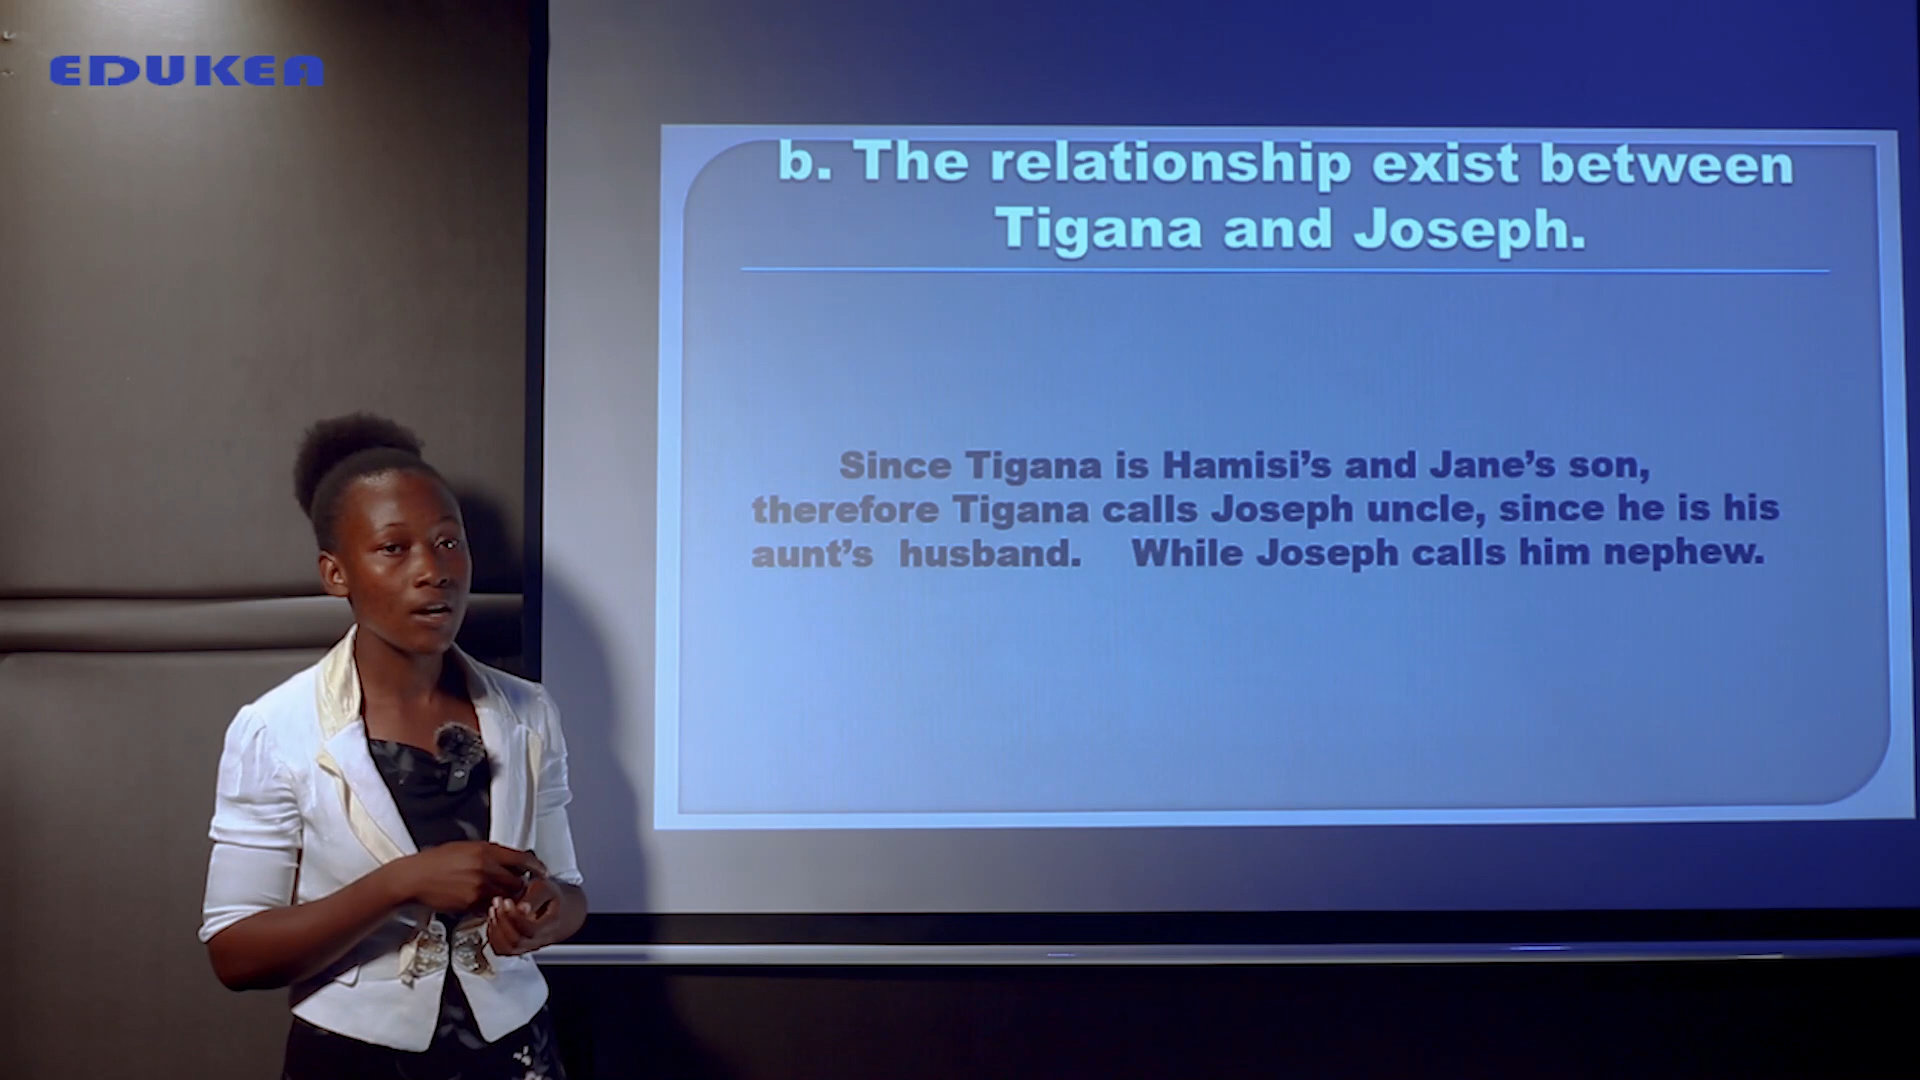 EDUKEA
b. The relationship exist between
Tigana and Joseph.
Since Tigana is Hamisi’s and Jane’s son,
therefore Tigana calls Joseph uncle, since he is his
aunt’s husband. While Joseph calls him nephew.